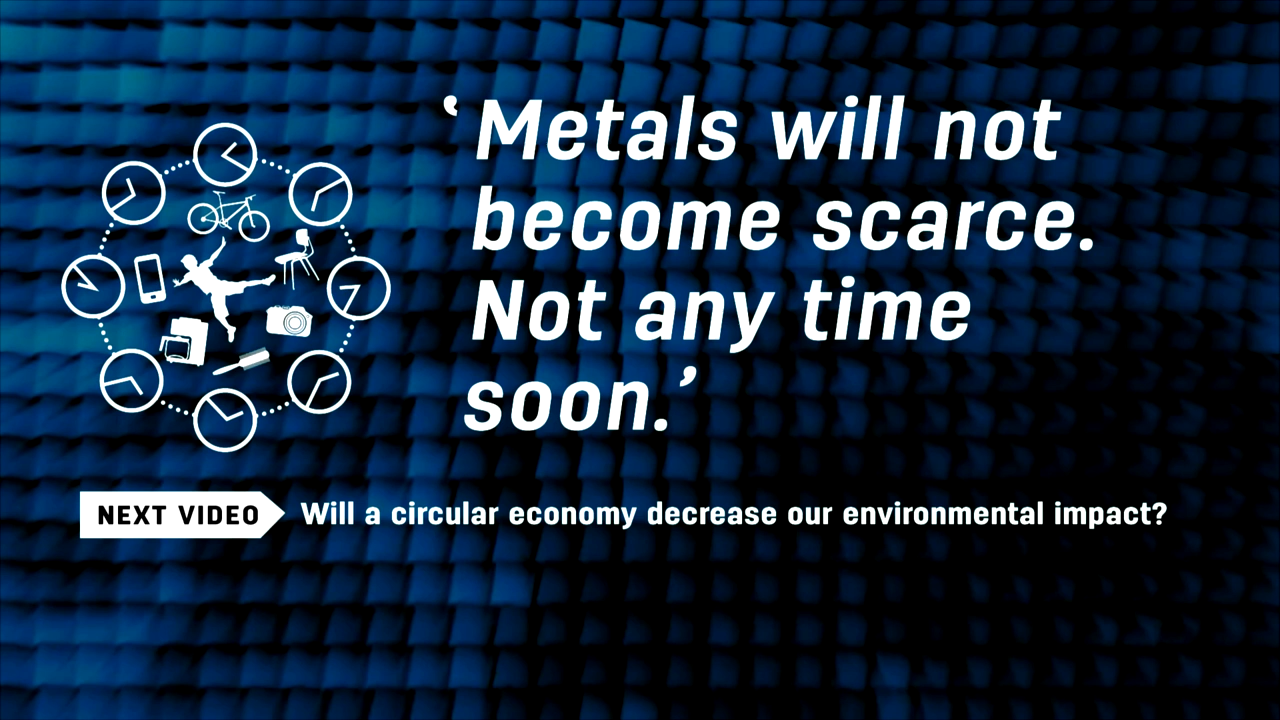 ‘Metals will not
become scarce.
Not any time
soon.’
NEXT VIDEO Will a circular economy decrease our environmental impact?